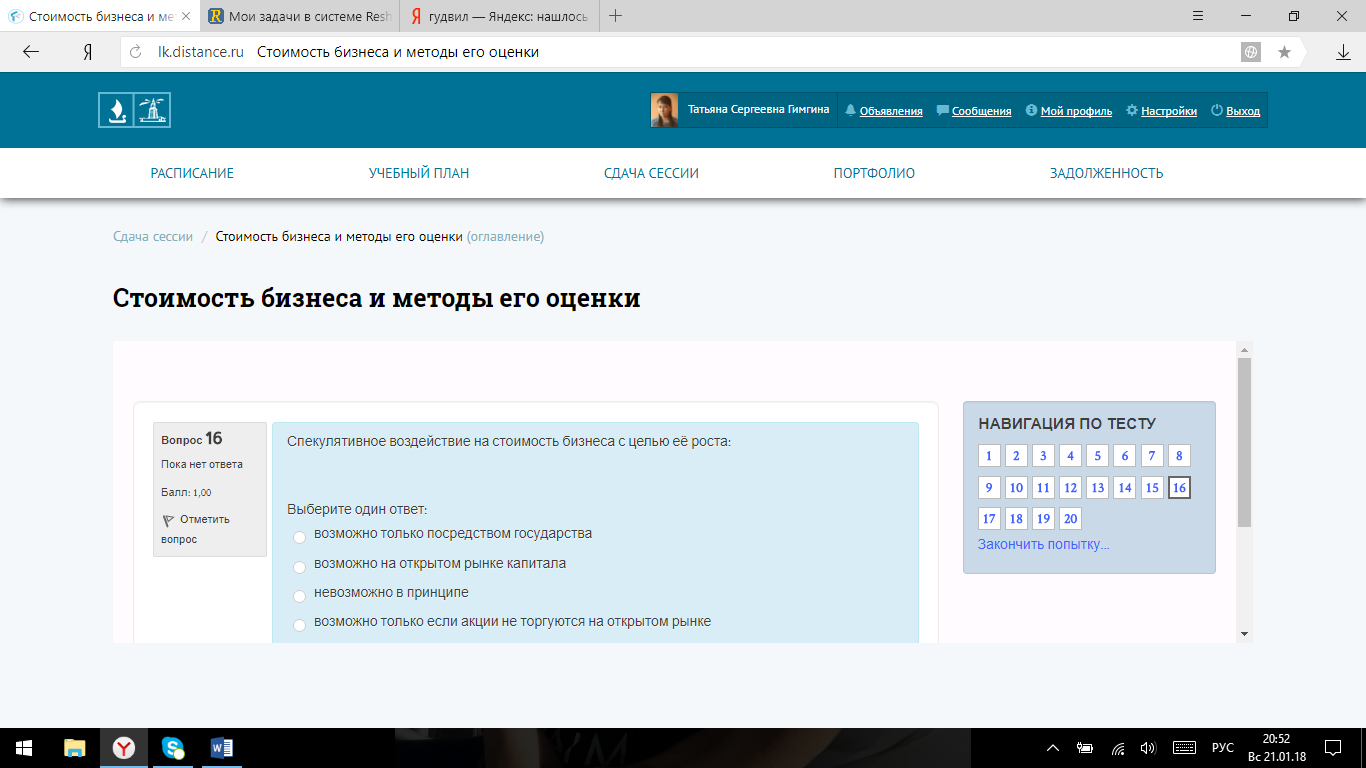 Стоимость бизнеса и ме
Мои задачи в системе Resh
гудвил — Яндекс: нашлось
lk.distance.ru Стоимость бизнеса и методы его оценки
Татьяна Сергеевна Гимгина Объявления Сообщения Мой профиль Настройки Выход
РАСПИСАНИЕ УЧЕБНЫЙ ПЛАН СДАЧА СЕССИИ ПОРТФОЛИО ЗАДОЛЖЕННОСТЬ
Сдача сессии / Стоимость бизнеса и методы его оценки (оглавление)
Стоимость бизнеса и методы его оценки
Вопрос 16
Пока нет ответа
Балл: 1,00
Отметить
вопрос
Спекулятивное воздействие на стоимость бизнеса с целью её роста:
Выберите один ответ:
возможно только посредством государства
возможно на открытом рынке капитала
невозможно в принципе
возможно только если акции не торгуются на открытом рынке
НАВИГАЦИЯ ПО ТЕСТУ
1 2 3 4 5 6 7 8
9 10 11 12 13 14 15 16
17 18 19 20
Закончить попытку...
РУС
20:52
Вс 21.01.18